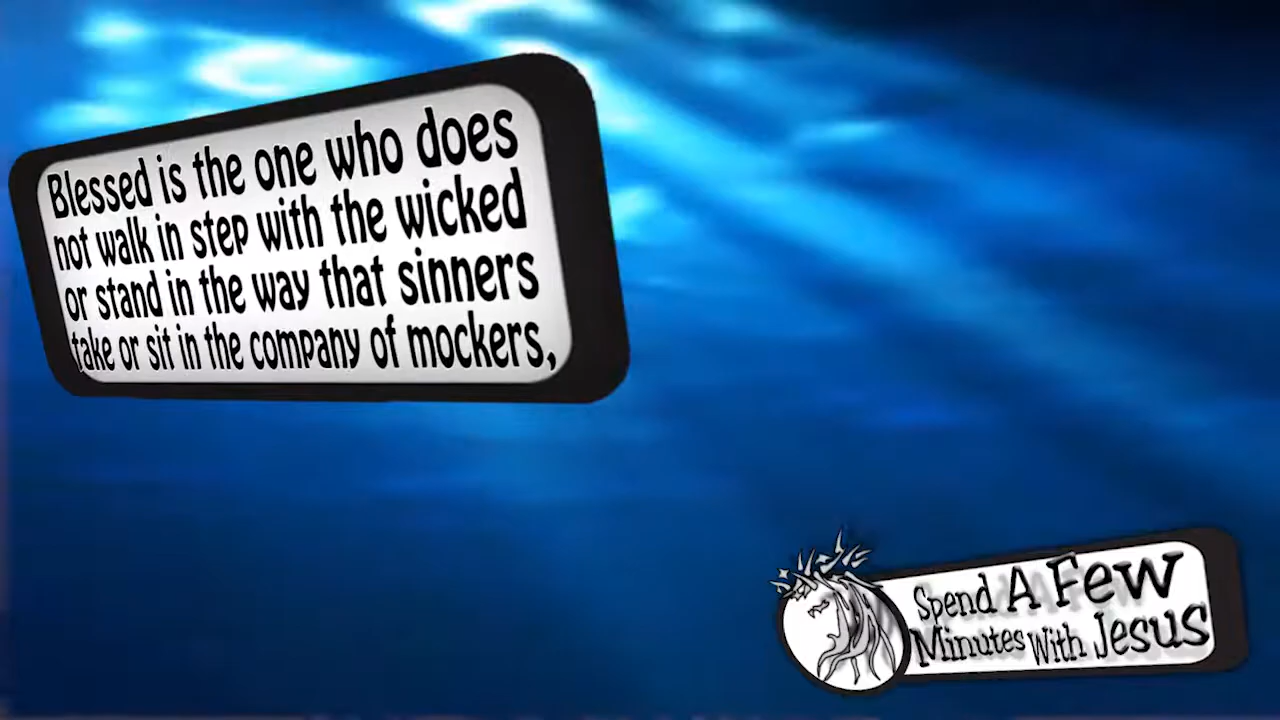 Blessed is the one who does
not walk in step with the wicked
or stand in the way that sinners
take or sit in the company of mockers,
Spend A Few
Minutes With Jesus